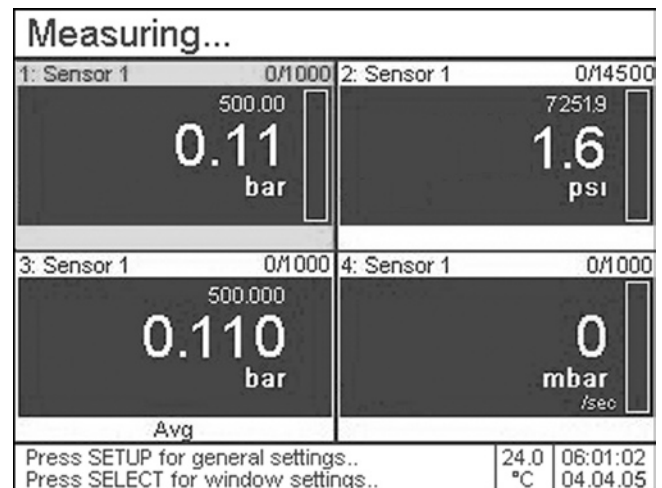 Measuring...
1: Sensor 1 0/1000
500.00
0.11
bar
2: Sensor 1 0/14500
7251.9
1.6
psi
3: Sensor 1 0/1000
500.000
0.110
bar
Avg
4: Sensor 1 0/1000
0
mbar
/sec
Press SETUP for general settings..
Press SELECT for window settings..
24.0
°C
06:01:02
04.04.05